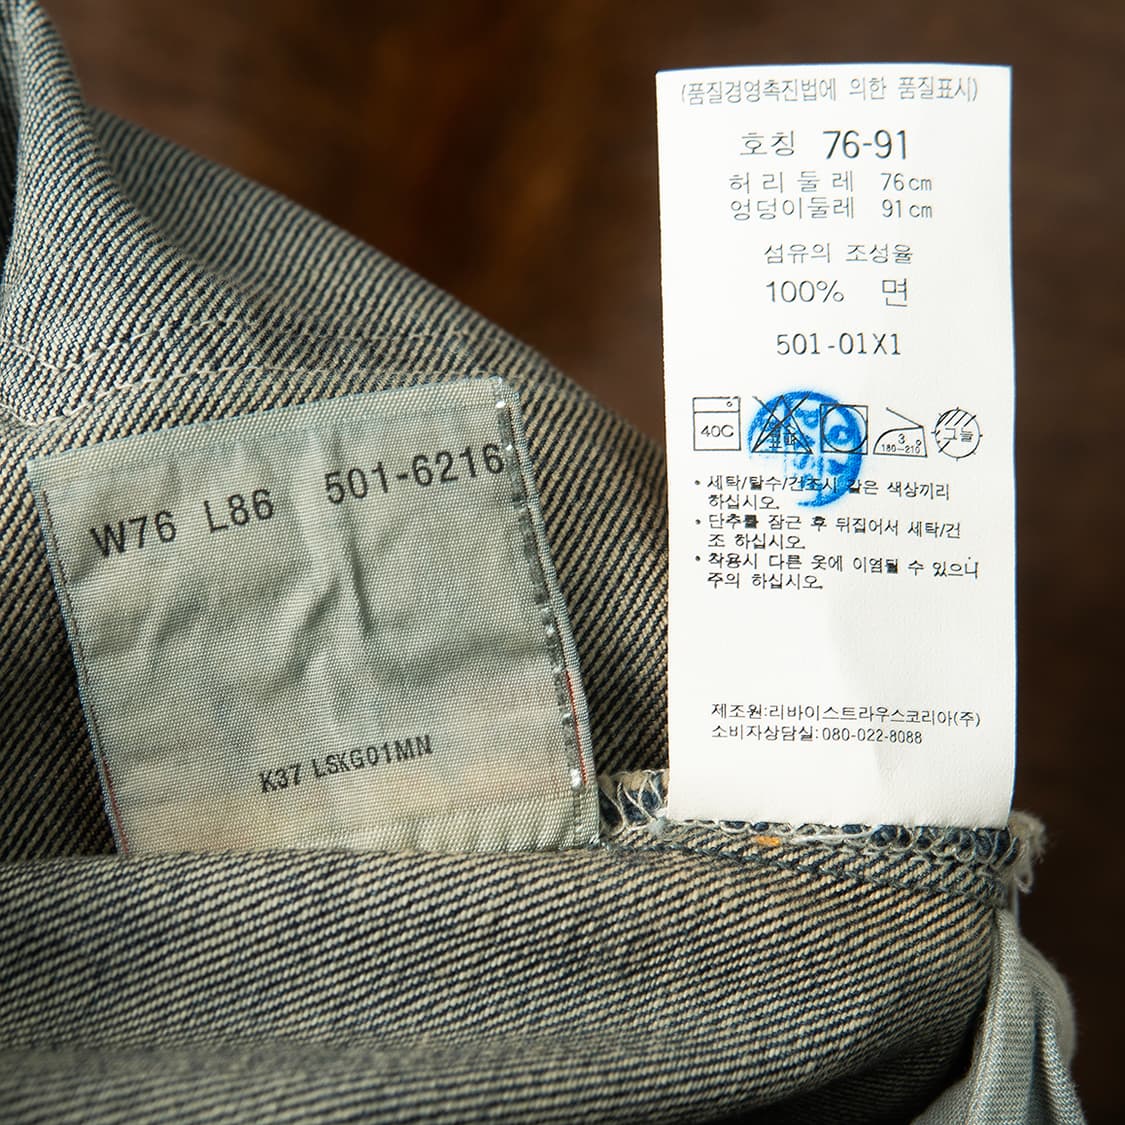 W76 L86 501-6216
K37 LSKG01MN
(품질경영촉진법에 의한 품질표시)
호칭 76-91
허리둘레 76cm
엉덩이둘레 91cm
섬유의 조성율
100% 면
501-01X1
40C 표백 3 180~210 그늘
• 세탁/탈수/건조시 같은 색상끼리
하십시오.
• 단추를 잠근 후 뒤집어서 세탁/건
조 하십시오.
• 착용시 다른 옷에 이염될 수 있으니
주의 하십시오.
제조원:리바이스트라우스코리아(주)
소비자상담실:080-022-8088